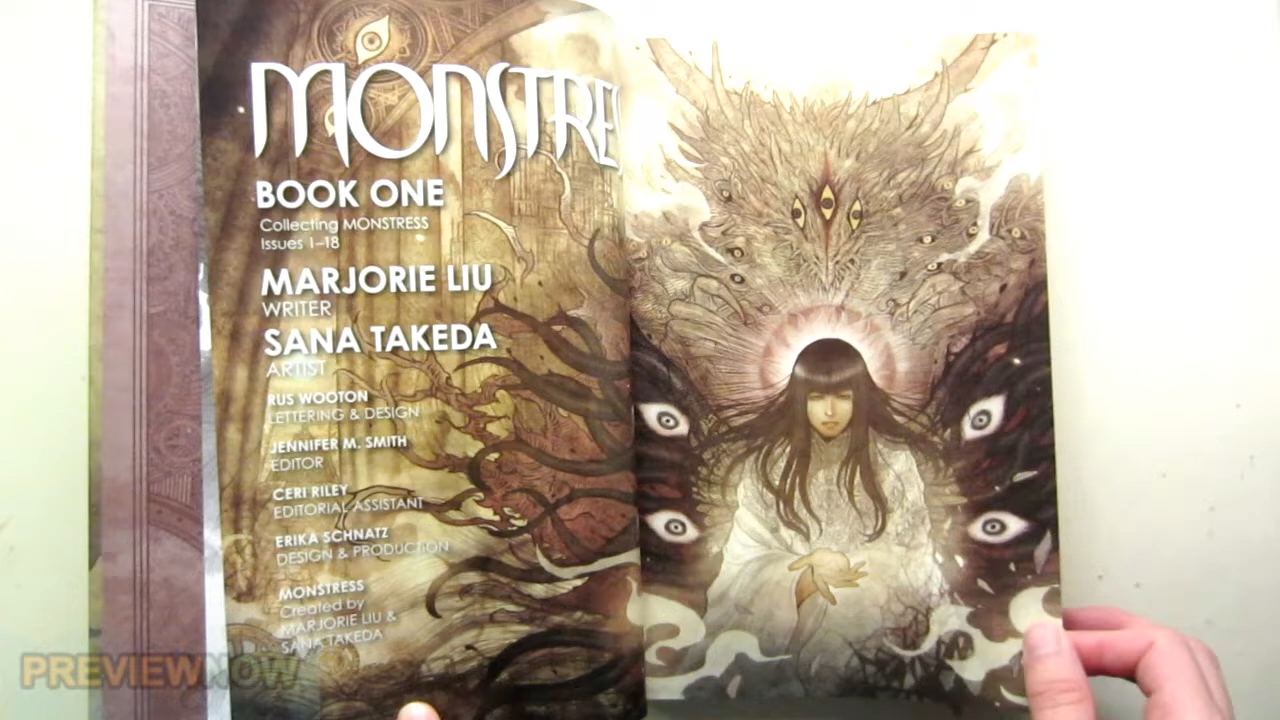 MONSTRE
BOOK ONE
Collecting MONSTRESS
Issues 1–18
MARJORIE LIU
WRITER
SANA TAKEDA
ARTIST
RUS WOOTON
LETTERING & DESIGN
JENNIFER M. SMITH
EDITOR
CERI RILEY
EDITORIAL ASSISTANT
ERIKA SCHNATZ
DESIGN & PRODUCTION
MONSTRESS
Created by
MARJORIE LIU &
SANA TAKEDA
PREVIEWNOW